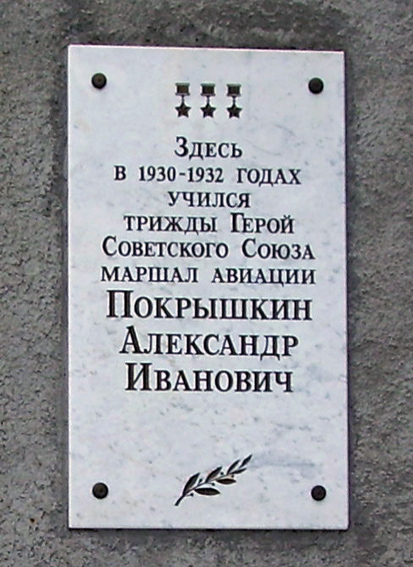 Здесь
в 1930-1932 годах
учился
трижды Герой
Советского Союза
маршал авиации
Покрышкин
Александр
Иванович